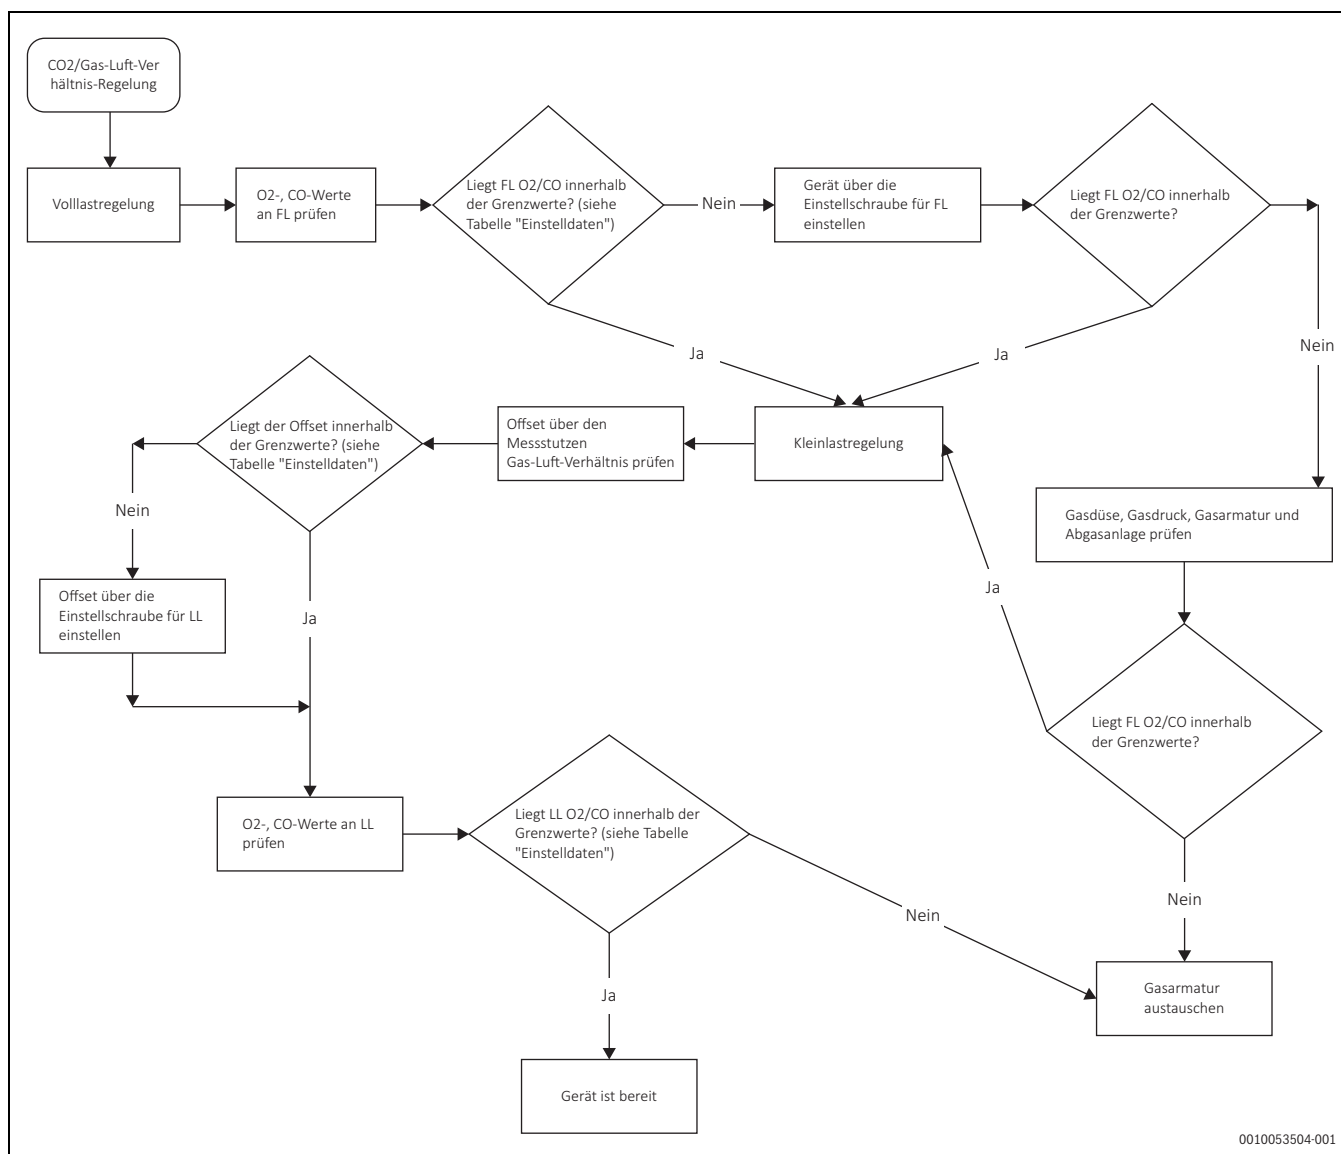 CO2/Gas-Luft-Ver
hältnis-Regelung
Volllastregelung
O2-, CO-Werte
an FL prüfen
Liegt FL O2/CO innerhalb
der Grenzwerte? (siehe
Tabelle "Einstelldaten")
Nein
Gerät über die
Einstellschraube für FL
einstellen
Liegt FL O2/CO innerhalb
der Grenzwerte?
Ja
Ja
Nein
Liegt der Offset innerhalb
der Grenzwerte? (siehe
Tabelle "Einstelldaten")
Offset über den
Messstutzen
Gas-Luft-Verhältnis prüfen
Kleinlastregelung
Nein
Gasdüse, Gasdruck, Gasarmatur und
Abgasanlage prüfen
Offset über die
Einstellschraube für LL
einstellen
Ja
Ja
Liegt FL O2/CO innerhalb
der Grenzwerte?
O2-, CO-Werte an LL
prüfen
Liegt LL O2/CO innerhalb der
Grenzwerte? (siehe Tabelle
"Einstelldaten")
Nein
Nein
Ja
Gasarmatur
austauschen
Gerät ist bereit
0010053504-001